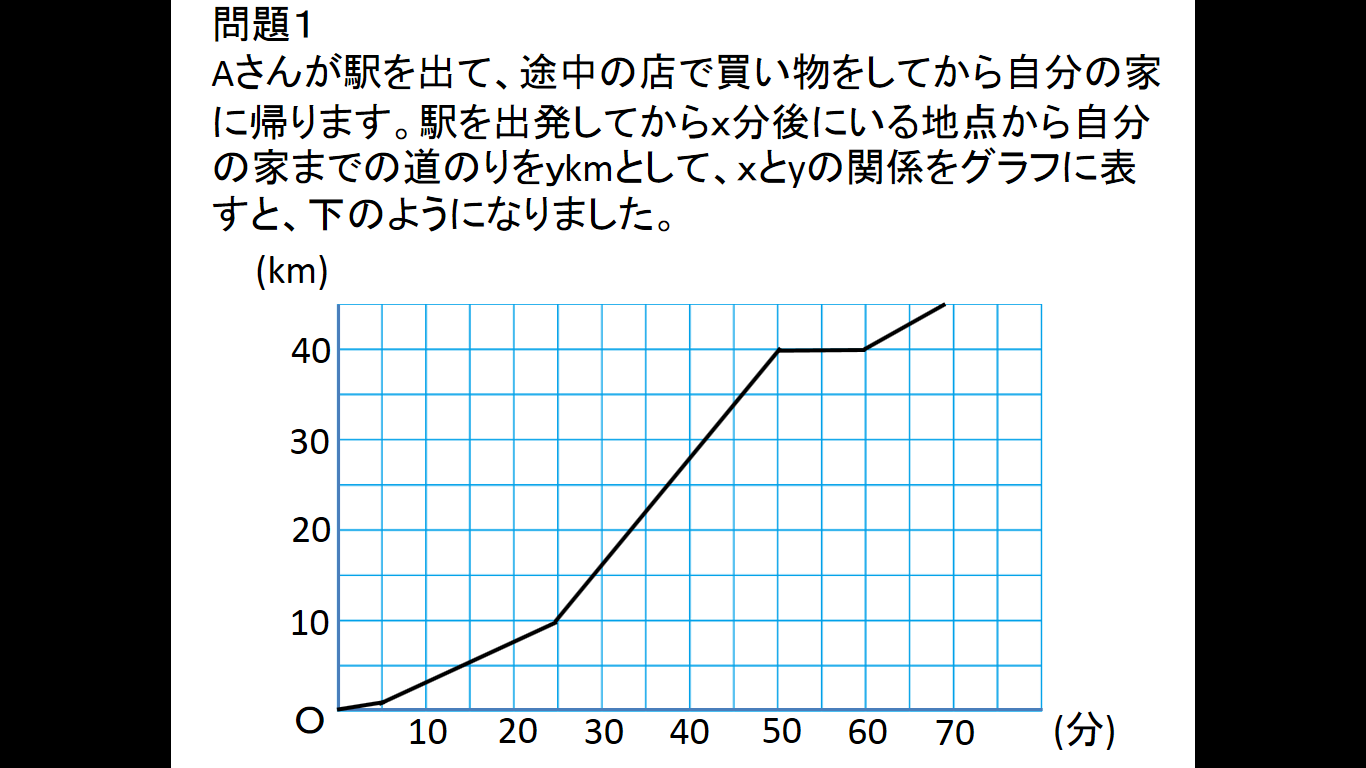 問題1
Aさんが駅を出て、途中の店で買い物をしてから自分の家
に帰ります。駅を出発してからx分後にいる地点から自分
の家までの道のりをykmとして、xとyの関係をグラフに表
すと、下のようになりました。
(km)
40
30
20
10
O
10 20 30 40 50 60 70 (分)